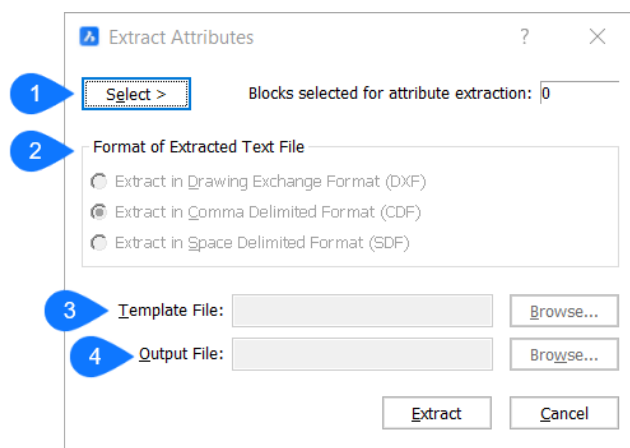 Extract Attributes ?
1 Select > Blocks selected for attribute extraction: 0
2 Format of Extracted Text File
Extract in Drawing Exchange Format (DXF)
Extract in Comma Delimited Format (CDF)
Extract in Space Delimited Format (SDF)
3 Template File: Browse...
4 Output File: Browse...
Extract Cancel